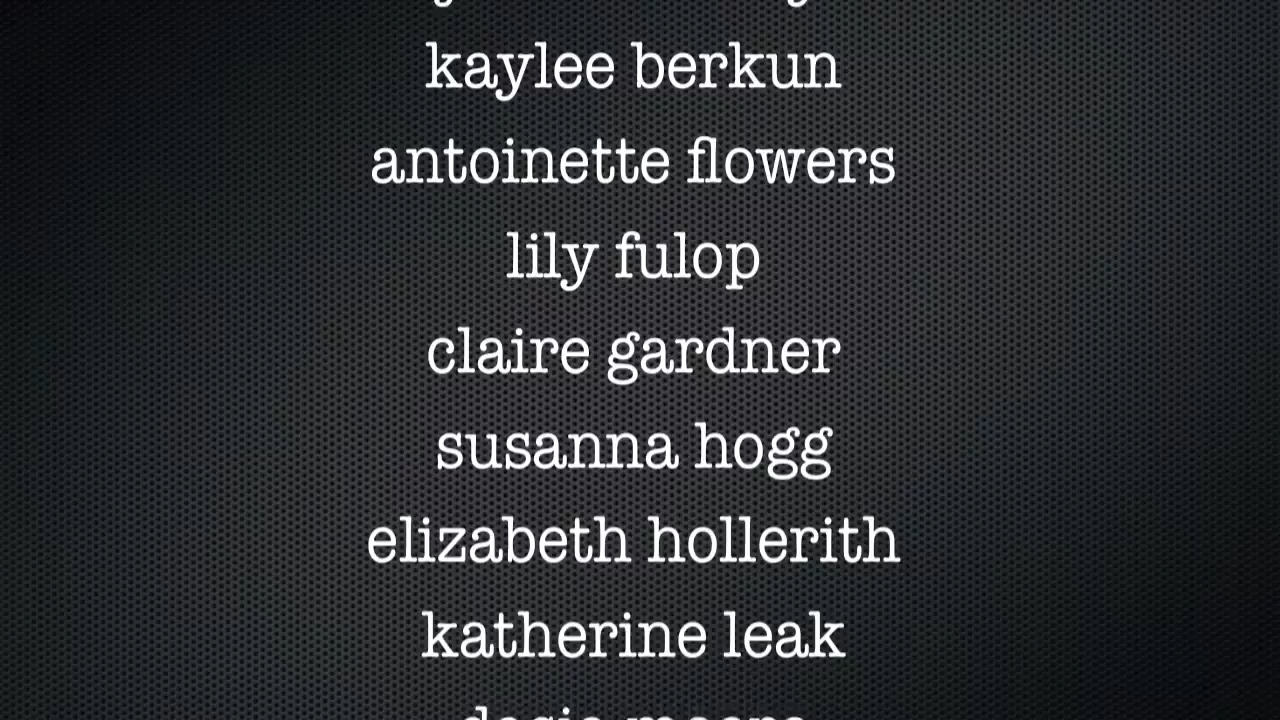 kaylee berkun
antoinette flowers
lily fulop
claire gardner
susanna hogg
elizabeth hollerith
katherine leak